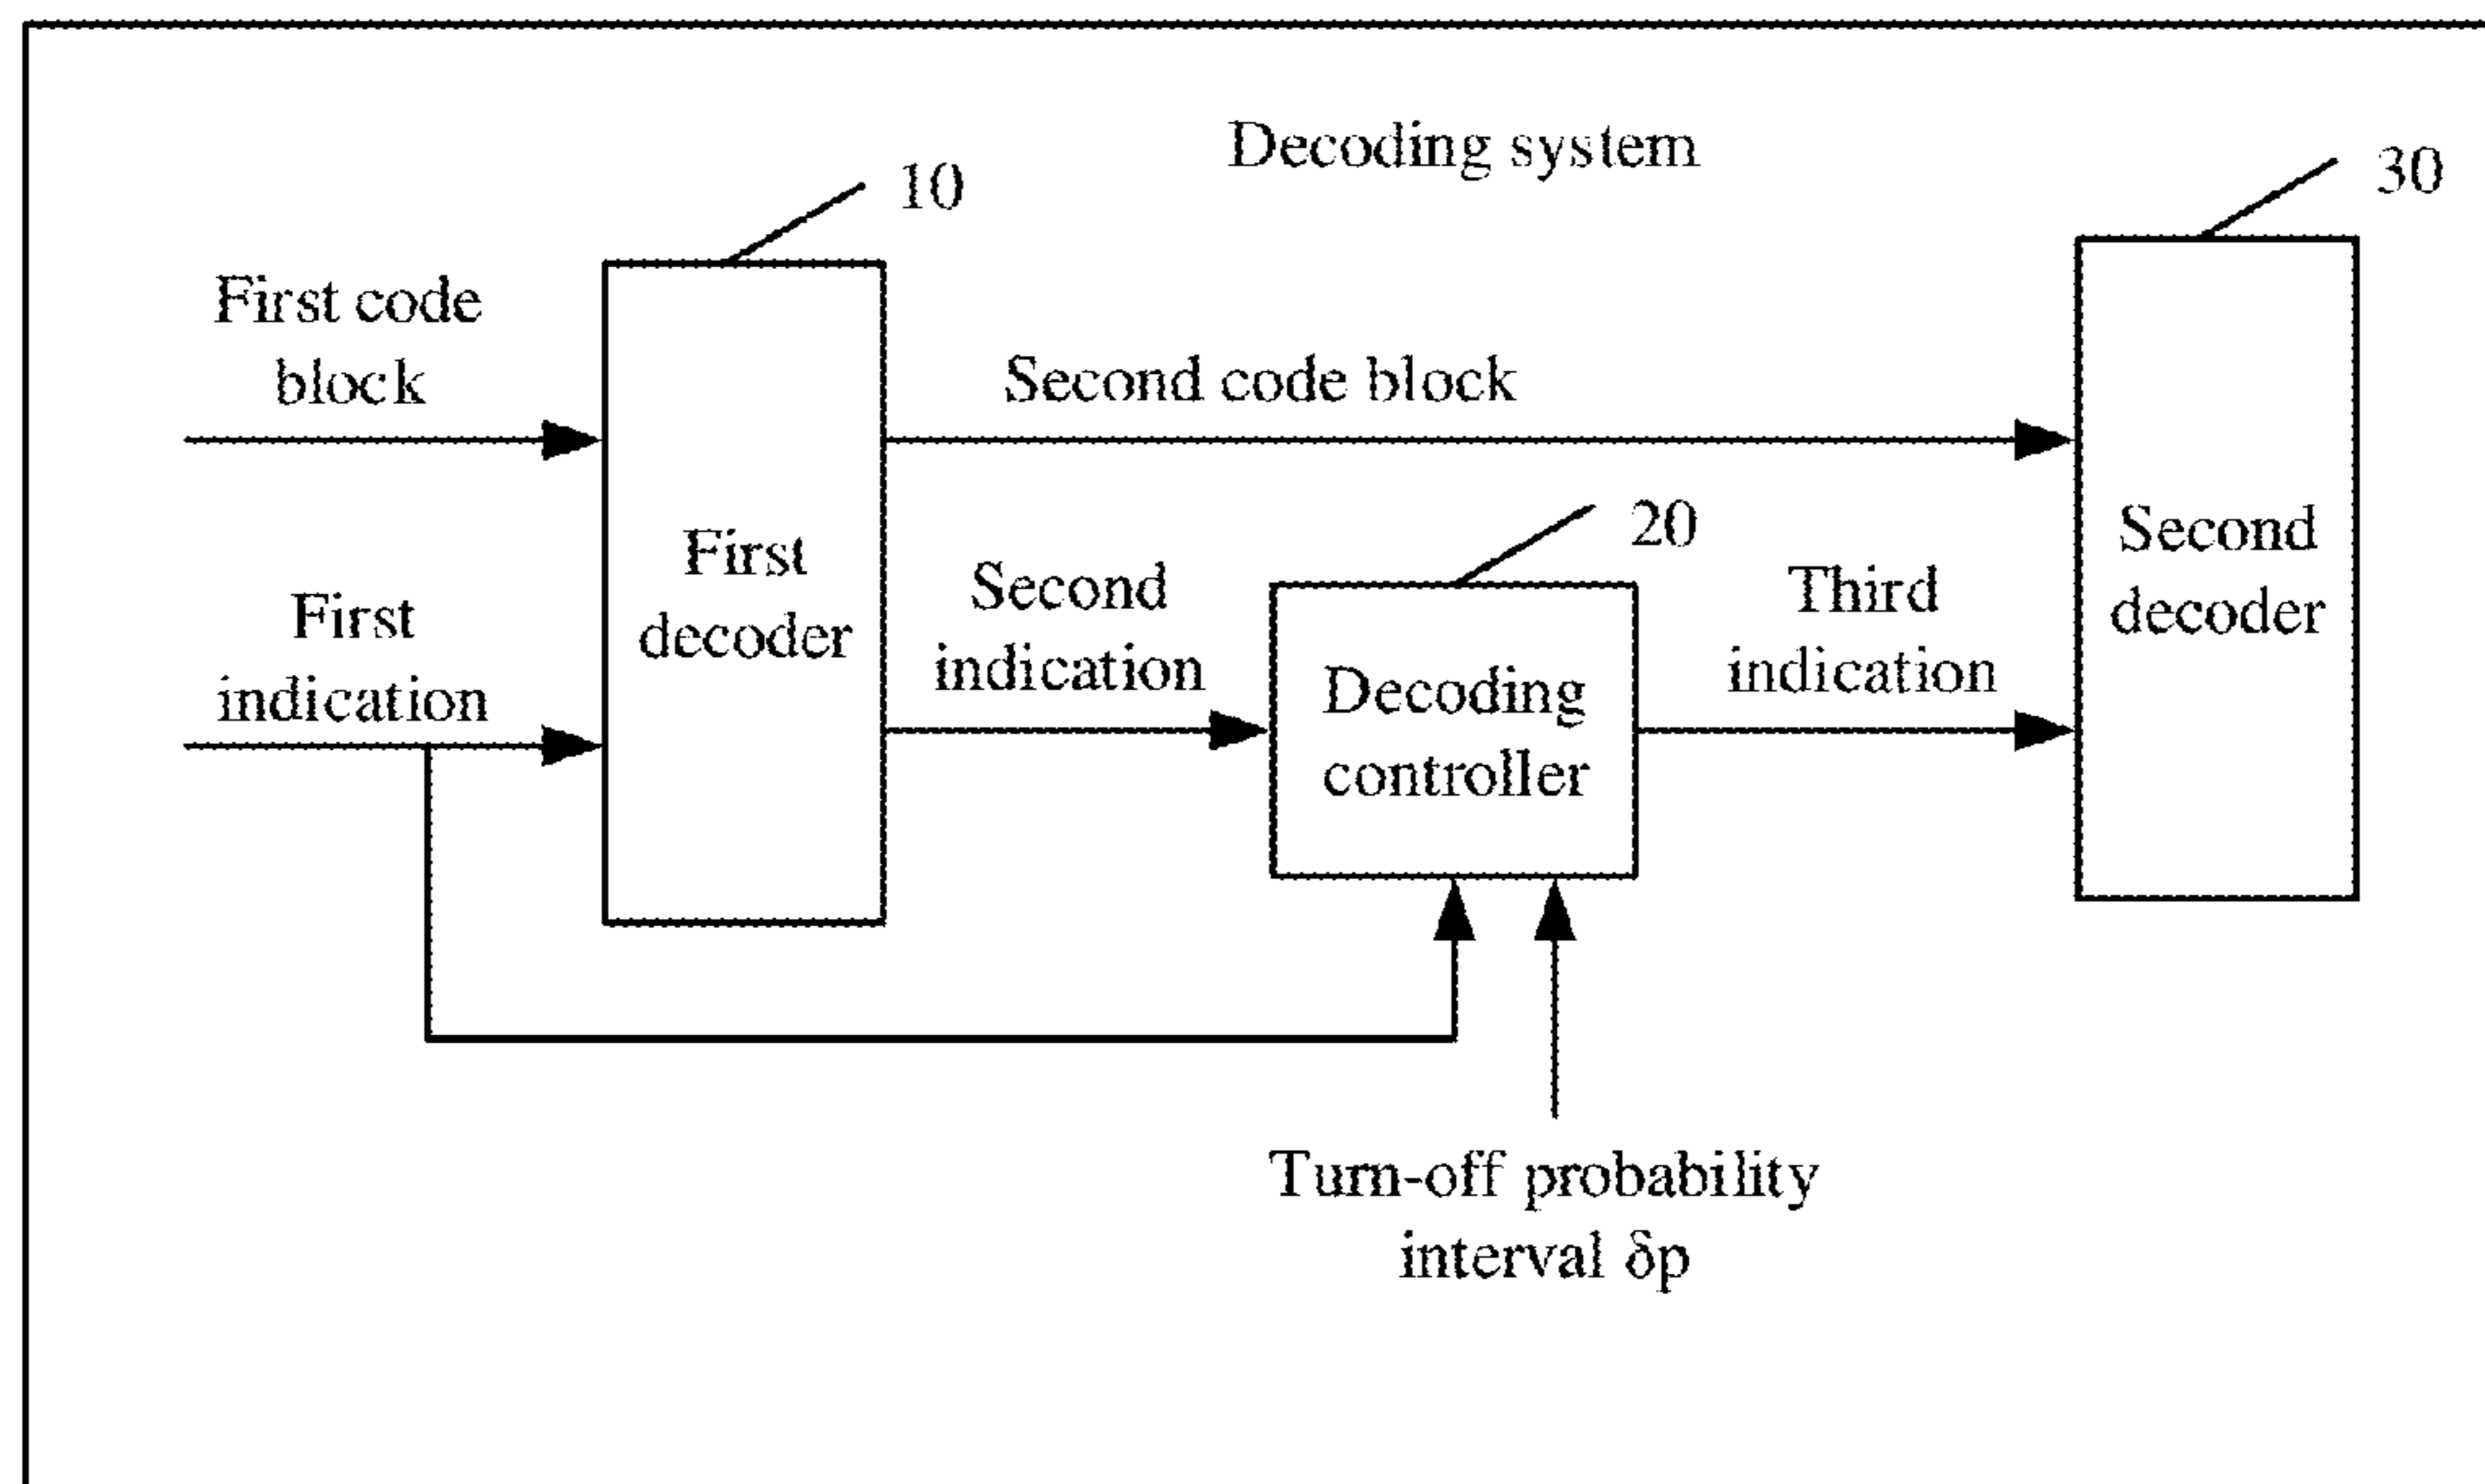 Decoding system
10
30
First code
block
Second code block
20
First
decoder
Second
decoder
First
indication
Second
indication
Decoding
controller
Third
indication
Turn-off probability
interval δp